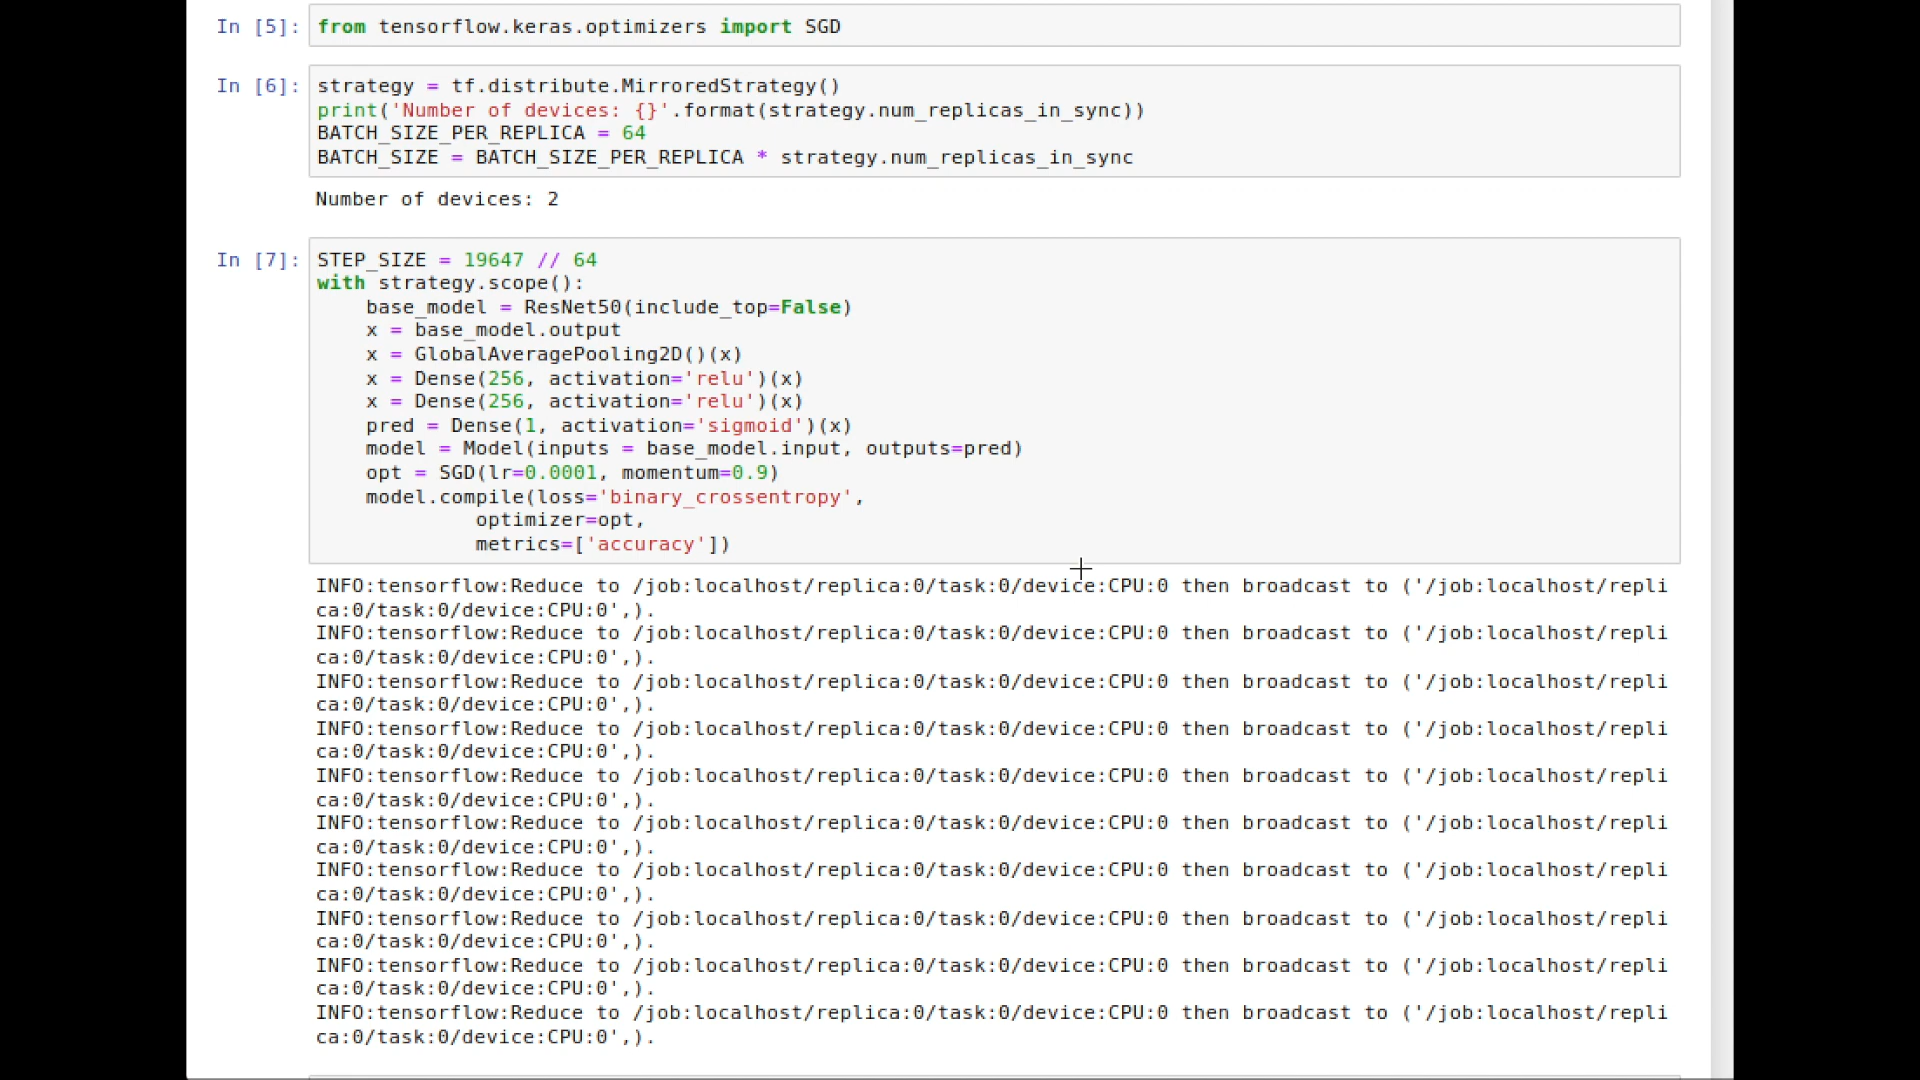 In [5]: from tensorflow.keras.optimizers import SGD
In [6]: strategy = tf.distribute.MirroredStrategy()
print('Number of devices: {}'.format(strategy.num_replicas_in_sync))
BATCH_SIZE_PER_REPLICA = 64
BATCH_SIZE = BATCH_SIZE_PER_REPLICA * strategy.num_replicas_in_sync
Number of devices: 2
In [7]: STEP_SIZE = 19647 // 64
with strategy.scope():
    base_model = ResNet50(include_top=False)
    x = base_model.output
    x = GlobalAveragePooling2D()(x)
    x = Dense(256, activation='relu')(x)
    x = Dense(256, activation='relu')(x)
    pred = Dense(1, activation='sigmoid')(x)
    model = Model(inputs = base_model.input, outputs=pred)
    opt = SGD(lr=0.0001, momentum=0.9)
    model.compile(loss='binary_crossentropy',
             optimizer=opt,
             metrics=['accuracy'])
INFO:tensorflow:Reduce to /job:localhost/replica:0/task:0/device:CPU:0 then broadcast to ('/job:localhost/repli
ca:0/task:0/device:CPU:0',).
INFO:tensorflow:Reduce to /job:localhost/replica:0/task:0/device:CPU:0 then broadcast to ('/job:localhost/repli
ca:0/task:0/device:CPU:0',).
INFO:tensorflow:Reduce to /job:localhost/replica:0/task:0/device:CPU:0 then broadcast to ('/job:localhost/repli
ca:0/task:0/device:CPU:0',).
INFO:tensorflow:Reduce to /job:localhost/replica:0/task:0/device:CPU:0 then broadcast to ('/job:localhost/repli
ca:0/task:0/device:CPU:0',).
INFO:tensorflow:Reduce to /job:localhost/replica:0/task:0/device:CPU:0 then broadcast to ('/job:localhost/repli
ca:0/task:0/device:CPU:0',).
INFO:tensorflow:Reduce to /job:localhost/replica:0/task:0/device:CPU:0 then broadcast to ('/job:localhost/repli
ca:0/task:0/device:CPU:0',).
INFO:tensorflow:Reduce to /job:localhost/replica:0/task:0/device:CPU:0 then broadcast to ('/job:localhost/repli
ca:0/task:0/device:CPU:0',).
INFO:tensorflow:Reduce to /job:localhost/replica:0/task:0/device:CPU:0 then broadcast to ('/job:localhost/repli
ca:0/task:0/device:CPU:0',).
INFO:tensorflow:Reduce to /job:localhost/replica:0/task:0/device:CPU:0 then broadcast to ('/job:localhost/repli
ca:0/task:0/device:CPU:0',).
INFO:tensorflow:Reduce to /job:localhost/replica:0/task:0/device:CPU:0 then broadcast to ('/job:localhost/repli
ca:0/task:0/device:CPU:0',).